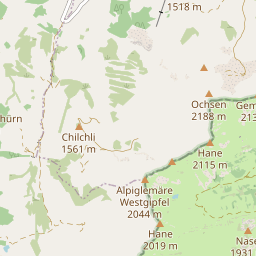 1518 m
Ochsen
2188 m
Gem
213
hürn
Chilchli
1561 m
Hane
2115 m
Alpiglemäre
Westgipfel
2044 m
Hane
2019 m
Nase
1931